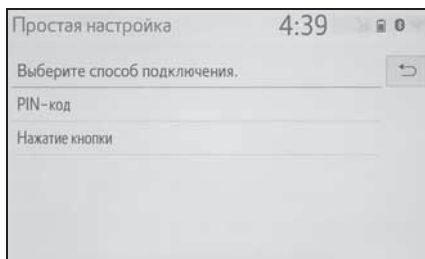 Простая настройка 4:39
Выберите способ подключения.
PIN-код
Нажатие кнопки